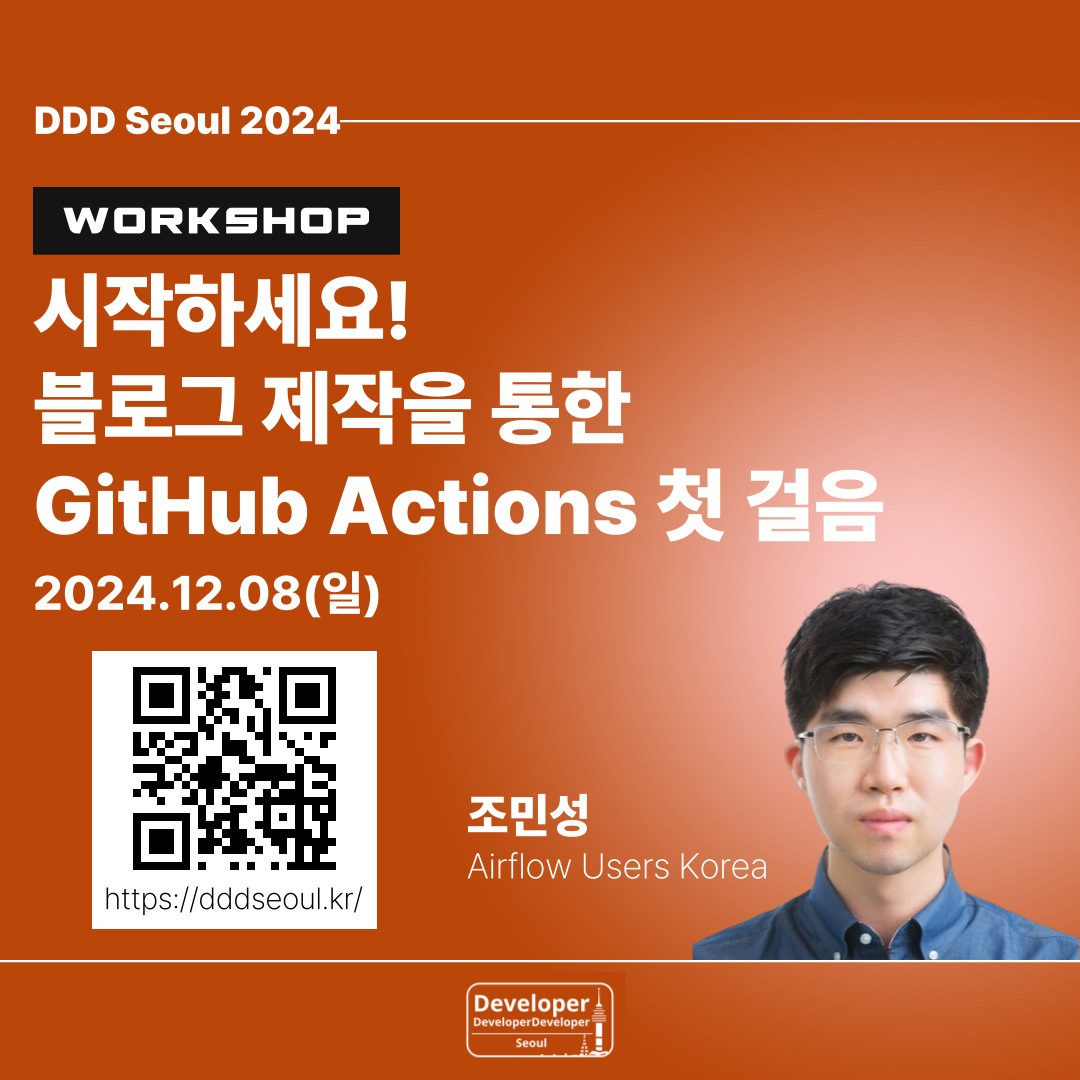 DDD Seoul 2024
WORKSHOP
시작하세요!
블로그 제작을 통한
GitHub Actions 첫 걸음
2024.12.08(일)
https://dddseoul.kr/
조민성
Airflow Users Korea
Developer
DeveloperDeveloper
Seoul